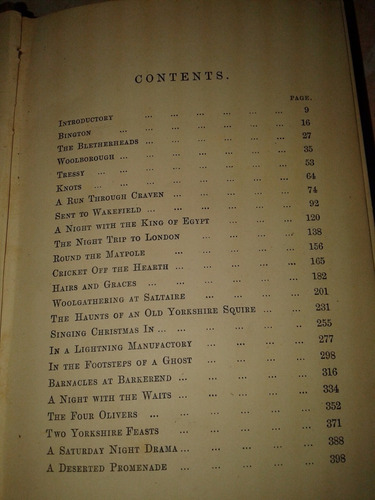 CONTENTS.
PAGE.
INTRODUCTORY ... ... ... ... ... ... 9
BINGTON ... ... ... ... ... ... ... 16
THE BLETHERHEADS ... ... ... ... ... ... 27
WOOLBOROUGH ... ... ... ... ... ... ... 35
TRESSY ... ... ... ... ... ... ... 53
KNOTS ... ... ... ... ... ... ... 64
A RUN THROUGH CRAVEN ... ... ... ... ... 74
SENT TO WAKEFIELD ... ... ... ... ... ... 92
A NIGHT WITH THE KING OF EGYPT ... ... ... ... 120
THE NIGHT TRIP TO LONDON ... ... ... ... 138
ROUND THE MAYPOLE ... ... ... ... ... 156
CRICKET OFF THE HEARTH ... ... ... ... ... 165
HAIRS AND GRACES ... ... ... ... ... ... 182
WOOLGATHERING AT SALTAIRE ... ... ... ... 201
THE HAUNTS OF AN OLD YORKSHIRE SQUIRE ... ... ... 231
SINGING CHRISTMAS IN ... ... ... ... ... ... 255
IN A LIGHTNING MANUFACTORY ... ... ... ... 277
IN THE FOOTSTEPS OF A GHOST ... ... ... ... 298
BARNACLES AT BARKEREND ... ... ... ... ... 316
A NIGHT WITH THE WAITS ... ... ... ... ... 334
THE FOUR OLIVERS ... ... ... ... ... ... 352
TWO YORKSHIRE FEASTS ... ... ... ... ... 371
A SATURDAY NIGHT DRAMA ... ... ... ... ... 388
A DESERTED PROMENADE ... ... ... ... ... 398